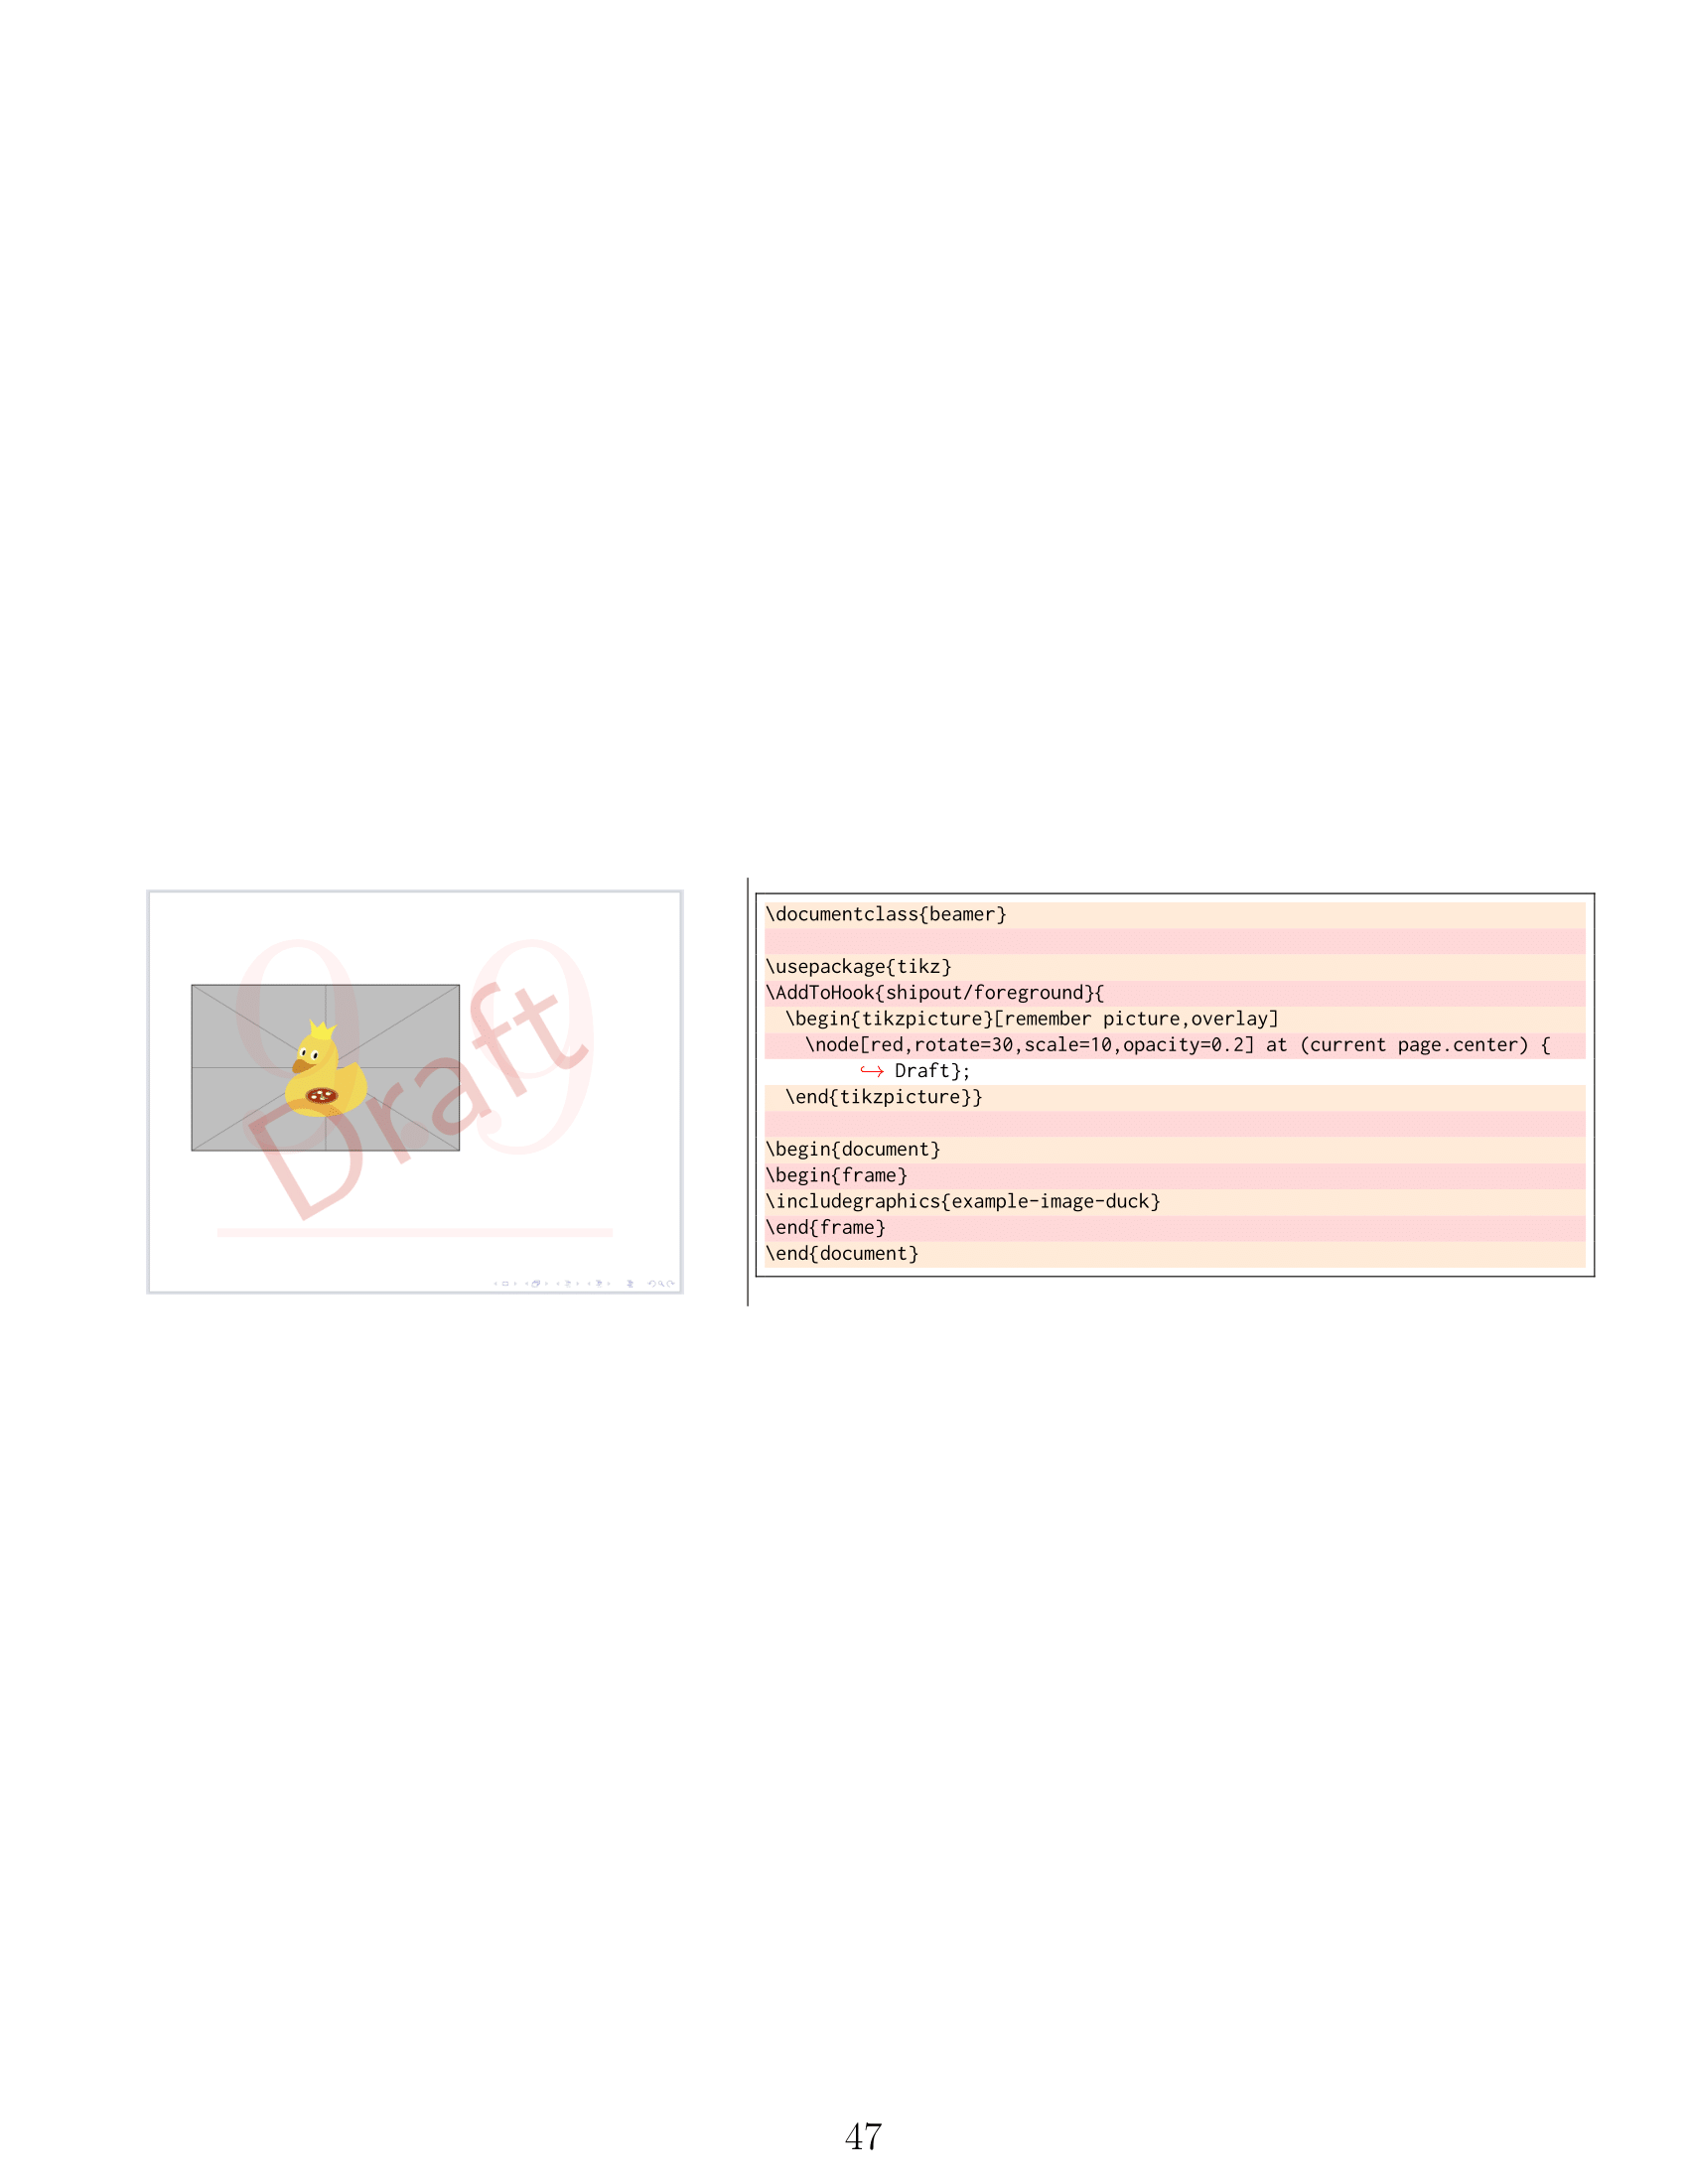 9.9
Draft
\documentclass{beamer}

\usepackage{tikz}
\AddToHook{shipout/foreground}{
  \begin{tikzpicture}[remember picture,overlay]
    \node[red,rotate=30,scale=10,opacity=0.2] at (current page.center) {
        ↪ Draft};
  \end{tikzpicture}}

\begin{document}
\begin{frame}
\includegraphics{example-image-duck}
\end{frame}
\end{document}
47